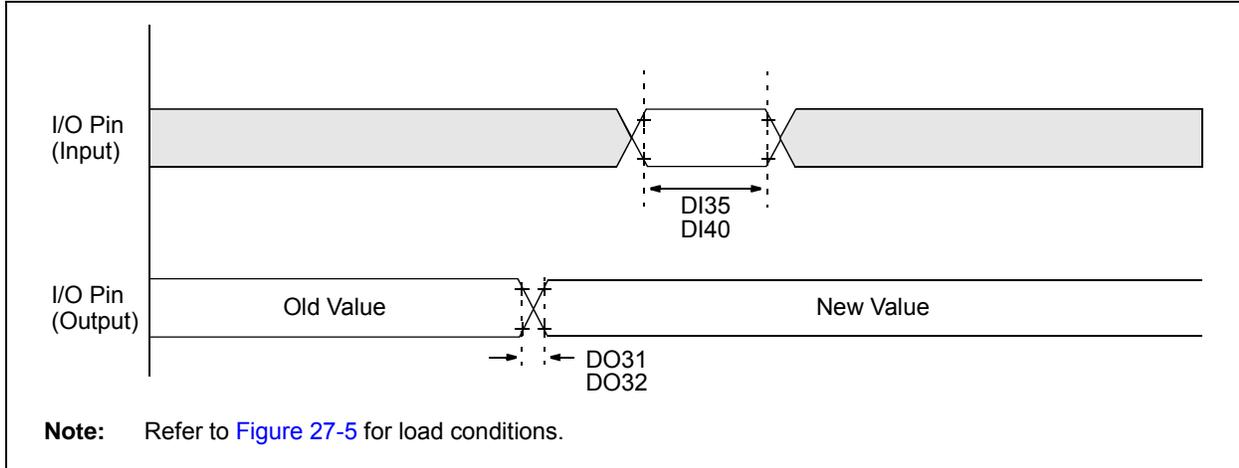 I/O Pin
(Input)
DI35
DI40
I/O Pin
(Output)
Old Value
New Value
DO31
DO32
Note: Refer to Figure 27-5 for load conditions.